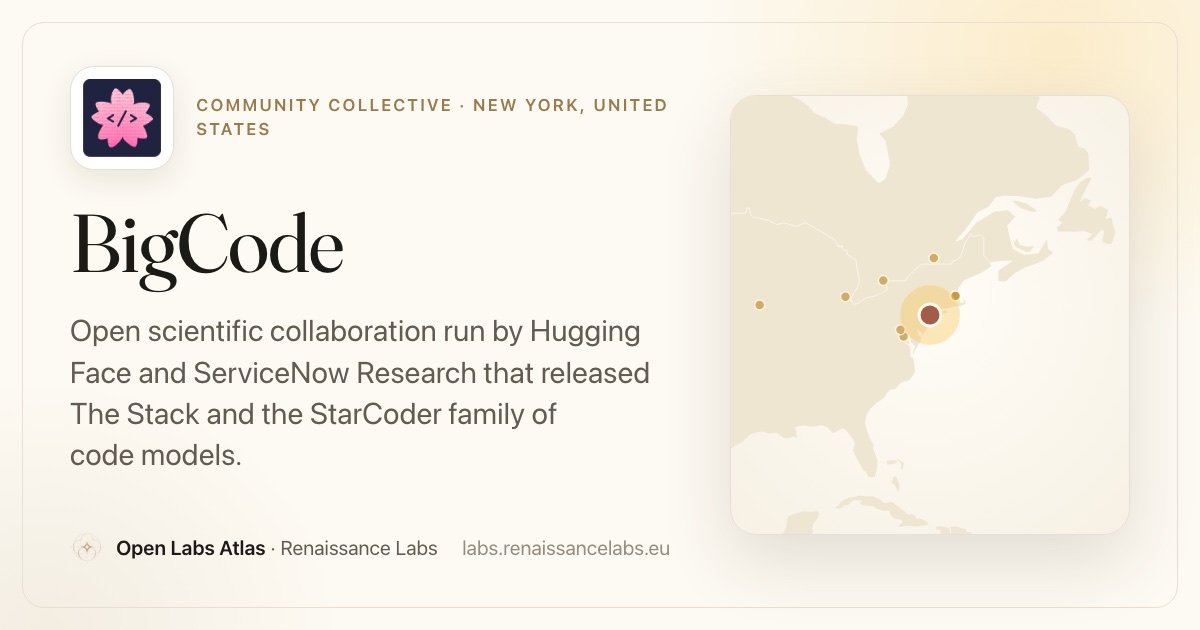 </>
COMMUNITY COLLECTIVE · NEW YORK, UNITED
STATES
BigCode
Open scientific collaboration run by Hugging
Face and ServiceNow Research that released
The Stack and the StarCoder family of
code models.
Open Labs Atlas · Renaissance Labs labs.renaissancelabs.eu